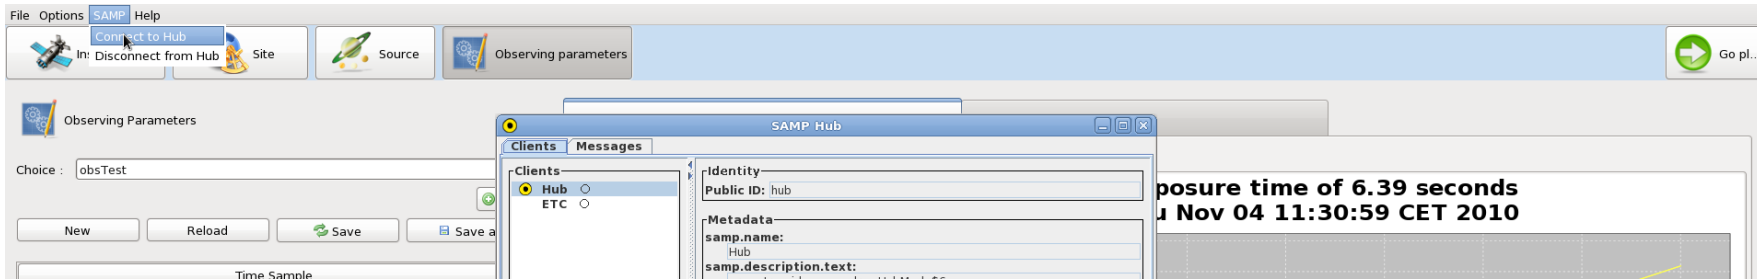 File Options SAMP Help
Connect to Hub
Disconnect from Hub
Site
Source
Observing parameters
Go pl...
Observing Parameters
SAMP Hub
Clients Messages
Choice : obsTest
Clients
Hub
ETC
Identity
Public ID: hub
posure time of 6.39 seconds
Nov 04 11:30:59 CET 2010
New Reload Save Save a
Metadata
samp.name:
Hub
samp.description.text:
Time Sample